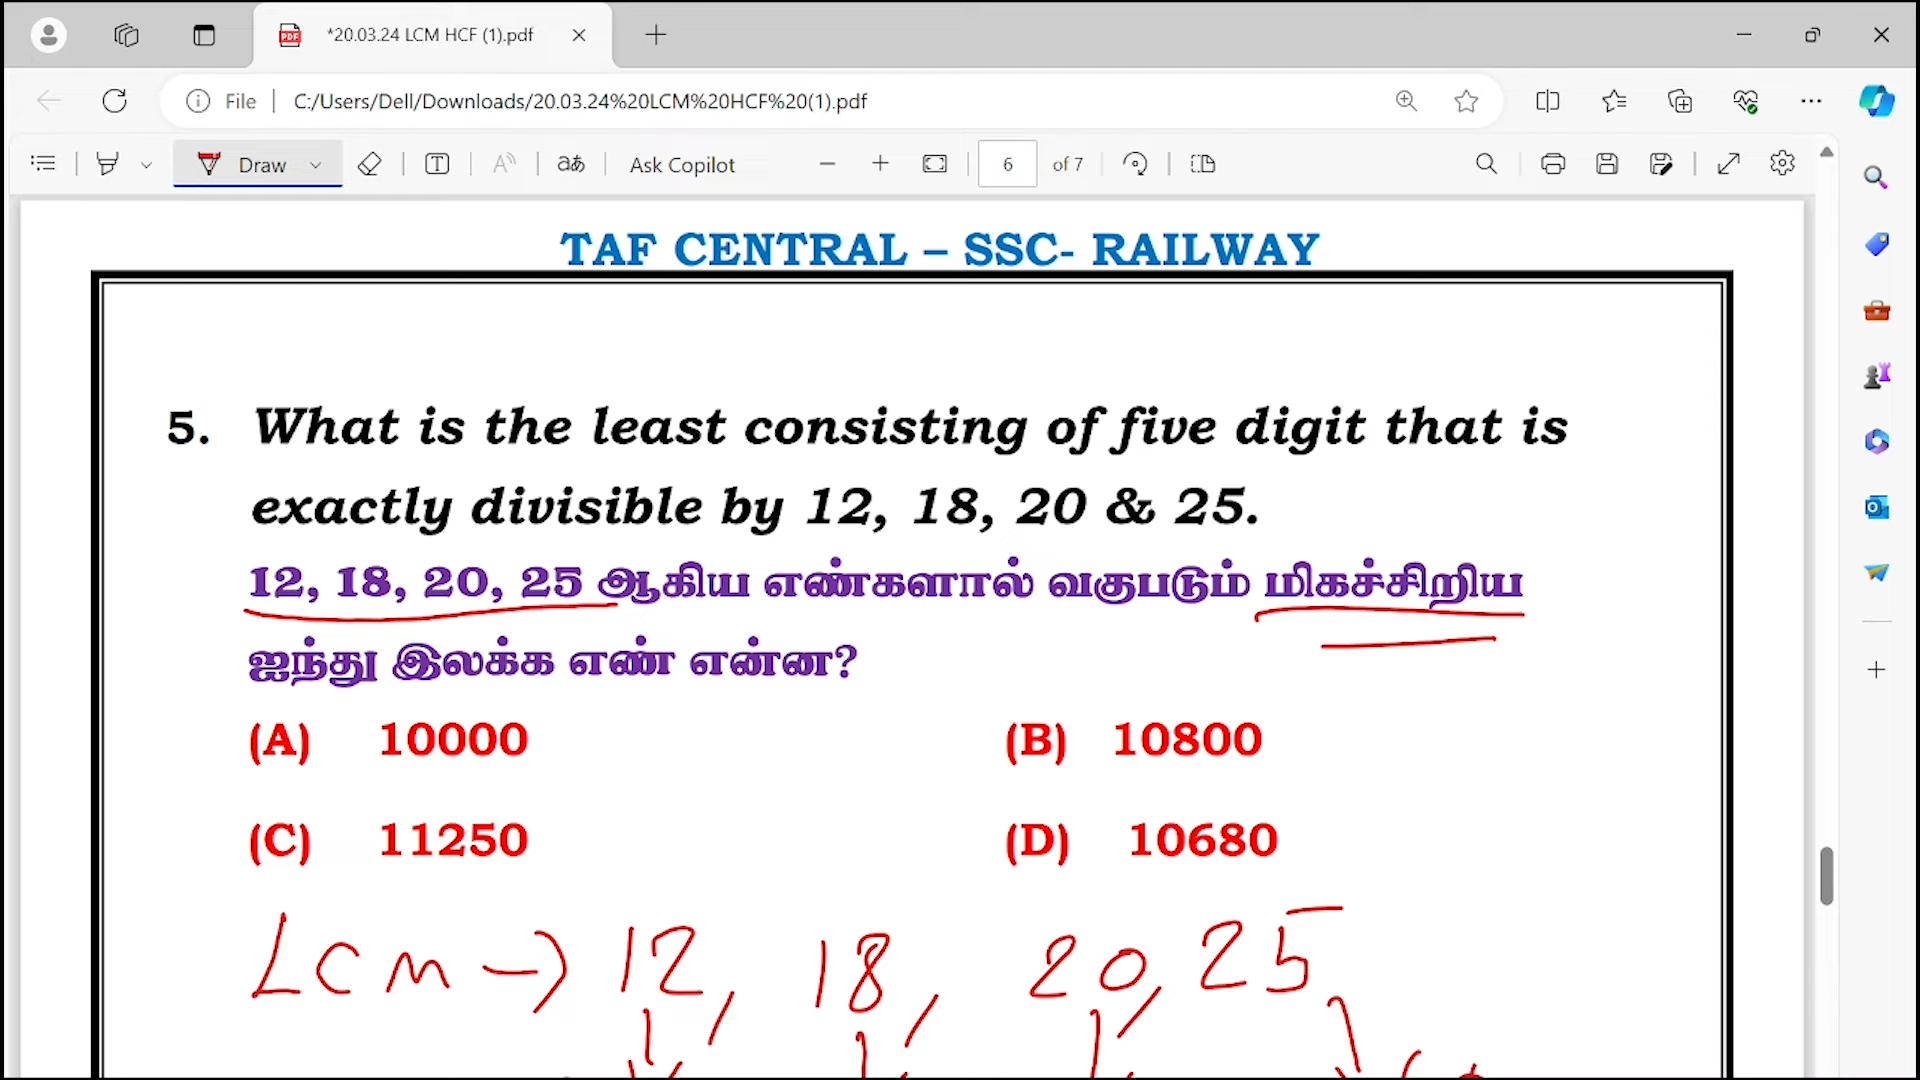 *20.03.24 LCM HCF (1).pdf
File
C:/Users/Dell/Downloads/20.03.24%20LCM%20HCF%20(1).pdf
Draw
Ask Copilot
6 of 7
TAF CENTRAL – SSC- RAILWAY
5. What is the least consisting of five digit that is
exactly divisible by 12, 18, 20 & 25.
12, 18, 20, 25 ஆகிய எண்களால் வகுபடும் மிகச்சிறிய
ஐந்து இலக்க எண் என்ன?
(A) 10000 (B) 10800
(C) 11250 (D) 10680
LCM → 12, 18, 20, 25